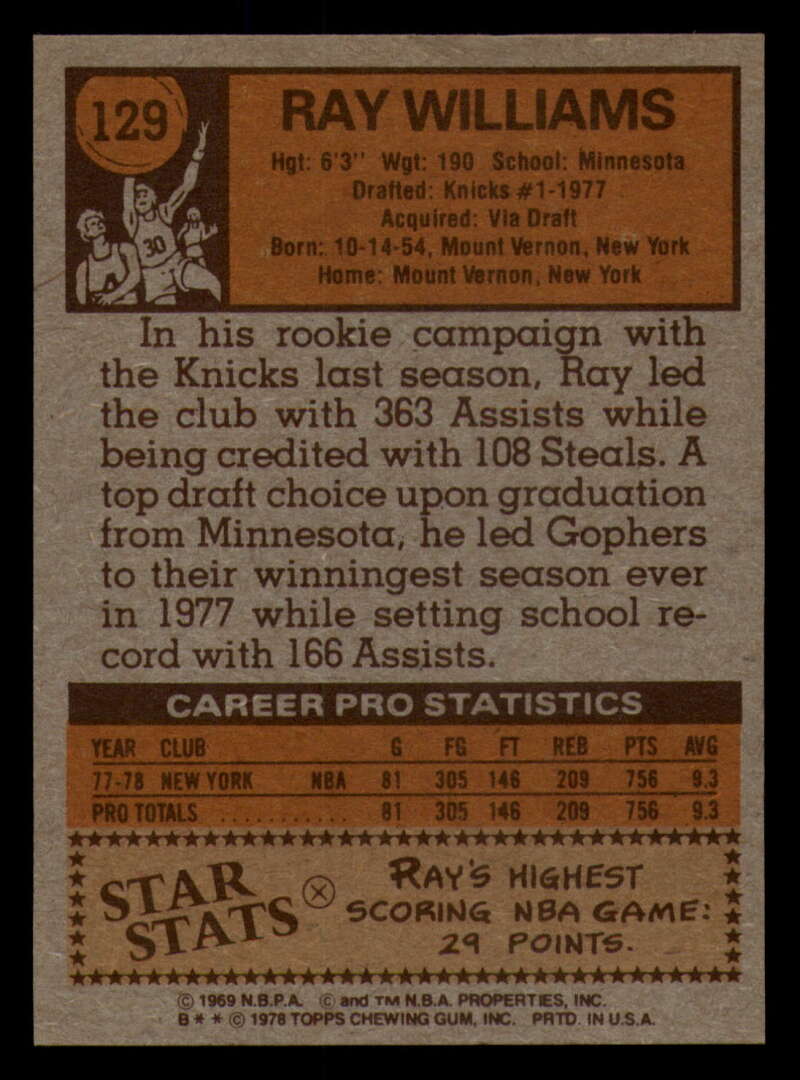 129
RAY WILLIAMS
Hgt: 6'3'' Wgt: 190 School: Minnesota
Drafted: Knicks #1-1977
Acquired: Via Draft
Born: 10-14-54, Mount Vernon, New York
Home: Mount Vernon, New York
30
In his rookie campaign with
the Knicks last season, Ray led
the club with 363 Assists while
being credited with 108 Steals. A
top draft choice upon graduation
from Minnesota, he led Gophers
to their winningest season ever
in 1977 while setting school re-
cord with 166 Assists.
CAREER PRO STATISTICS
YEAR CLUB G FG FT REB PTS AVG
77-78 NEW YORK NBA 81 305 146 209 756 9.3
PRO TOTALS ........... 81 305 146 209 756 9.3
STAR STATS
RAY'S HIGHEST
SCORING NBA GAME:
29 POINTS.
© 1969 N.B.P.A. © and TM N.B.A. PROPERTIES, INC.
B * * © 1978 TOPPS CHEWING GUM, INC. PRTD. IN U.S.A.